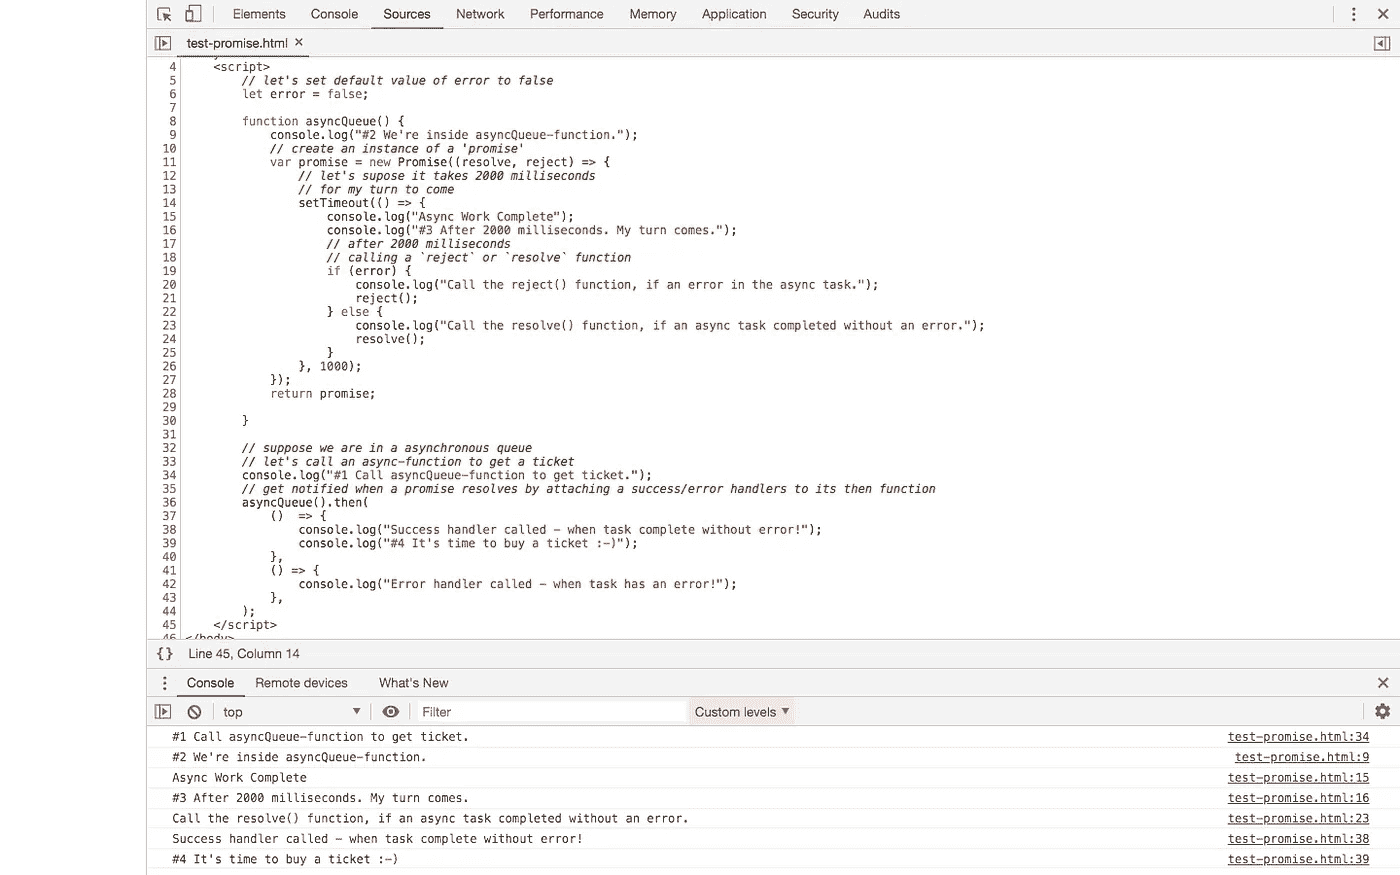 Elements Console Sources Network Performance Memory Application Security Audits
test-promise.html ×
4 <script>
5 // let's set default value of error to false
6 let error = false;
7
8 function asyncQueue() {
9 console.log("#2 We're inside asyncQueue-function.");
10 // create an instance of a 'promise'
11 var promise = new Promise((resolve, reject) => {
12 // let's supose it takes 2000 milliseconds
13 // for my turn to come
14 setTimeout(() => {
15 console.log("Async Work Complete");
16 console.log("#3 After 2000 milliseconds. My turn comes.");
17 // after 2000 milliseconds
18 // calling a `reject` or `resolve` function
19 if (error) {
20 console.log("Call the reject() function, if an error in the async task.");
21 reject();
22 } else {
23 console.log("Call the resolve() function, if an async task completed without an error.");
24 resolve();
25 }
26 }, 1000);
27 });
28 return promise;
29
30 }
31
32 // suppose we are in a asynchronous queue
33 // let's call an async-function to get a ticket
34 console.log("#1 Call asyncQueue-function to get ticket.");
35 // get notified when a promise resolves by attaching a success/error handlers to its then function
36 asyncQueue().then(
37 () => {
38 console.log("Success handler called - when task complete without error!");
39 console.log("#4 It's time to buy a ticket :-)");
40 },
41 () => {
42 console.log("Error handler called - when task has an error!");
43 },
44 );
45 </script>
46 </body>
{} Line 45, Column 14
Console Remote devices What's New
top Filter Custom levels
#1 Call asyncQueue-function to get ticket. test-promise.html:34
#2 We're inside asyncQueue-function. test-promise.html:9
Async Work Complete test-promise.html:15
#3 After 2000 milliseconds. My turn comes. test-promise.html:16
Call the resolve() function, if an async task completed without an error. test-promise.html:23
Success handler called - when task complete without error! test-promise.html:38
#4 It's time to buy a ticket :-) test-promise.html:39